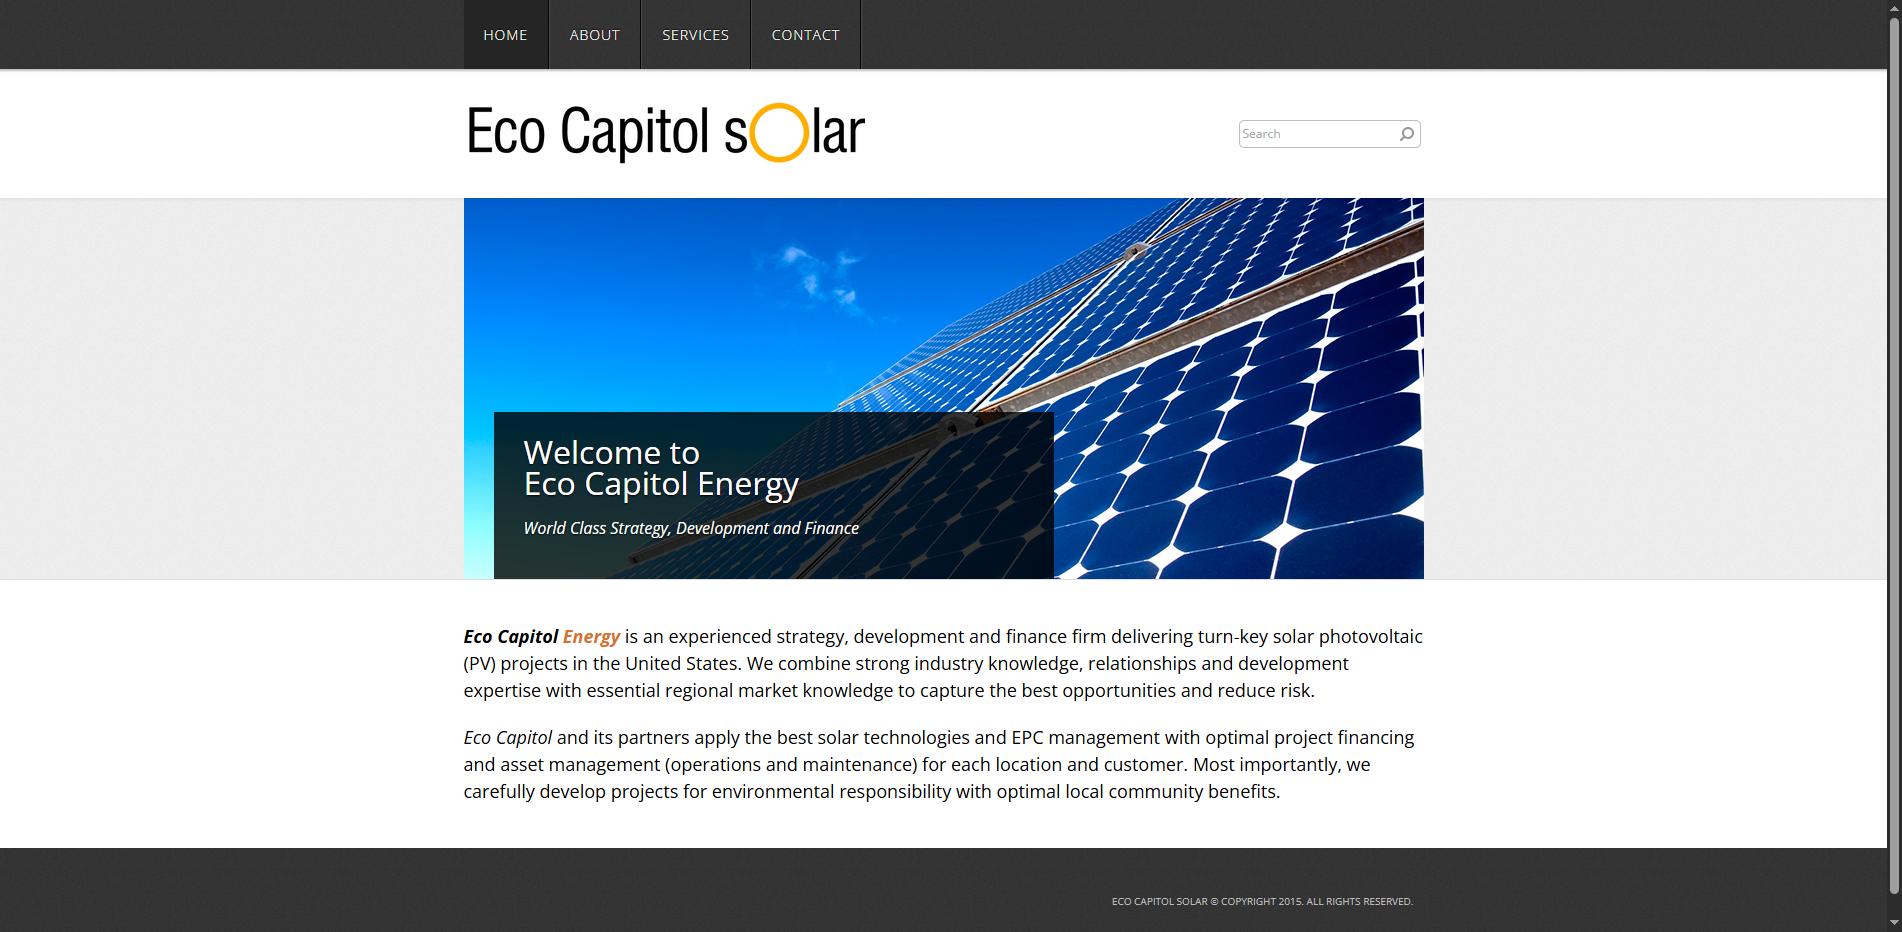 HOME ABOUT SERVICES CONTACT
Eco Capitol solar
Search
Welcome to
Eco Capitol Energy
World Class Strategy, Development and Finance
Eco Capitol Energy is an experienced strategy, development and finance firm delivering turn-key solar photovoltaic
(PV) projects in the United States. We combine strong industry knowledge, relationships and development
expertise with essential regional market knowledge to capture the best opportunities and reduce risk.
Eco Capitol and its partners apply the best solar technologies and EPC management with optimal project financing
and asset management (operations and maintenance) for each location and customer. Most importantly, we
carefully develop projects for environmental responsibility with optimal local community benefits.
ECO CAPITOL SOLAR © COPYRIGHT 2015. ALL RIGHTS RESERVED.